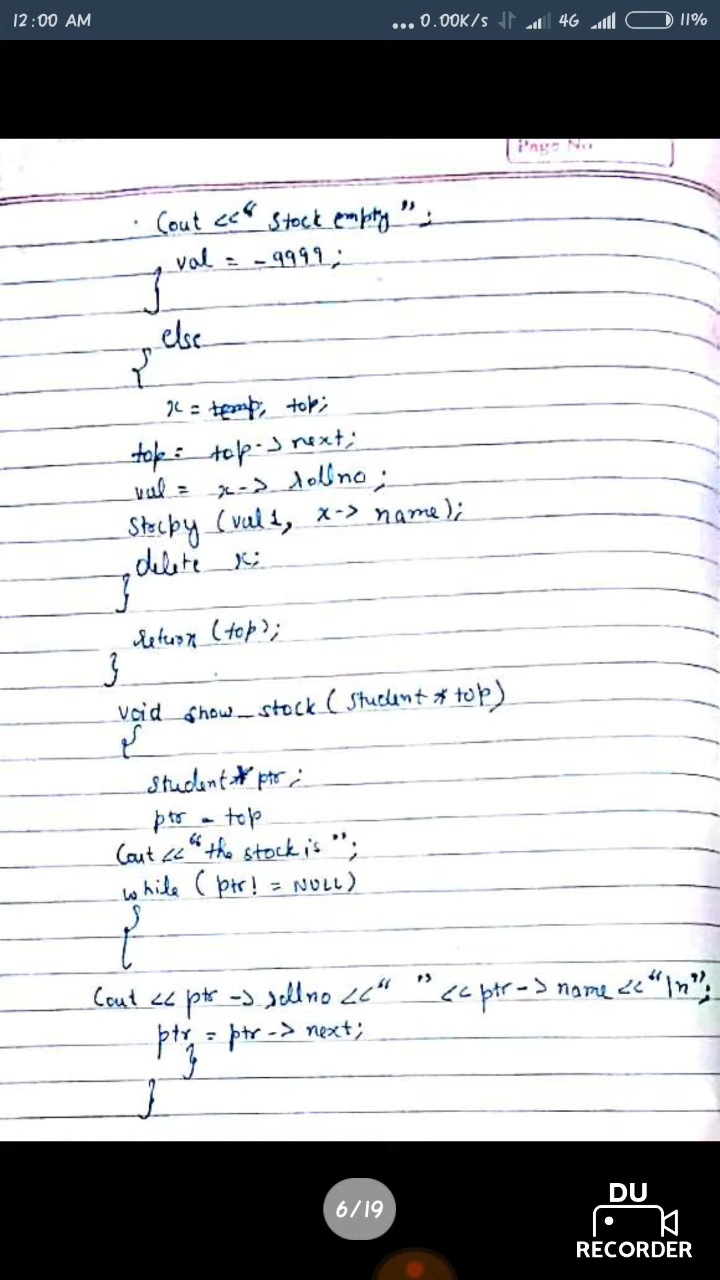 12:00 AM
...0.00K/s 4G 11%
Page No
Cout <<" Stack empty";
val = -9999;
}
else
{
x = temp; top;
top = top->next;
val = x-> rollno;
Strcpy (val1, x-> name);
delete x;
}
return (top);
}
void show_stack (student * top)
{
student * ptr;
ptr = top
Cout << "the stack is";
while (ptr! = NULL)
{
Cout << ptr -> rollno <<" " << ptr-> name <<"\n";
ptr = ptr-> next;
}
}
6/19
DU
RECORDER